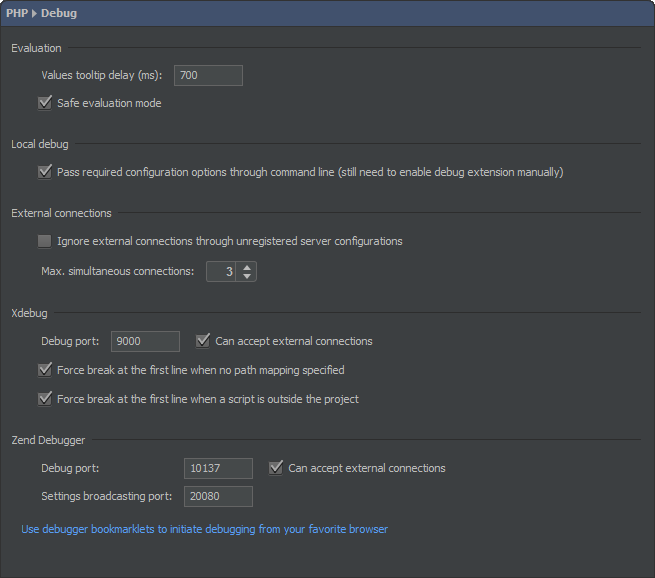 PHP Debug
Evaluation
Values tooltip delay (ms): 700
Safe evaluation mode
Local debug
Pass required configuration options through command line (still need to enable debug extension manually)
External connections
Ignore external connections through unregistered server configurations
Max. simultaneous connections: 3
Xdebug
Debug port: 9000 Can accept external connections
Force break at the first line when no path mapping specified
Force break at the first line when a script is outside the project
Zend Debugger
Debug port: 10137 Can accept external connections
Settings broadcasting port: 20080
Use debugger bookmarklets to initiate debugging from your favorite browser